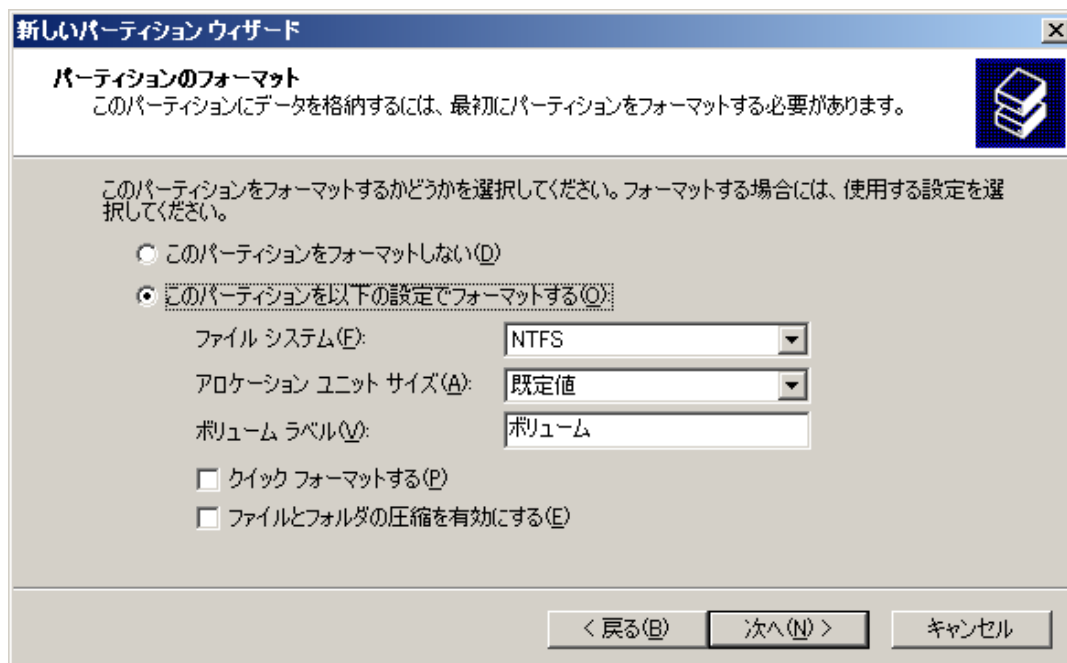 新しいパーティション ウィザード
パーティションのフォーマット
このパーティションにデータを格納するには、最初にパーティションをフォーマットする必要があります。
このパーティションをフォーマットするかどうかを選択してください。フォーマットする場合には、使用する設定を選
択してください。
このパーティションをフォーマットしない(D)
このパーティションを以下の設定でフォーマットする(O):
ファイル システム(F): NTFS
アロケーション ユニット サイズ(A): 既定値
ボリューム ラベル(V): ボリューム
クイック フォーマットする(P)
ファイルとフォルダの圧縮を有効にする(E)
< 戻る(B) 次へ(N) > キャンセル